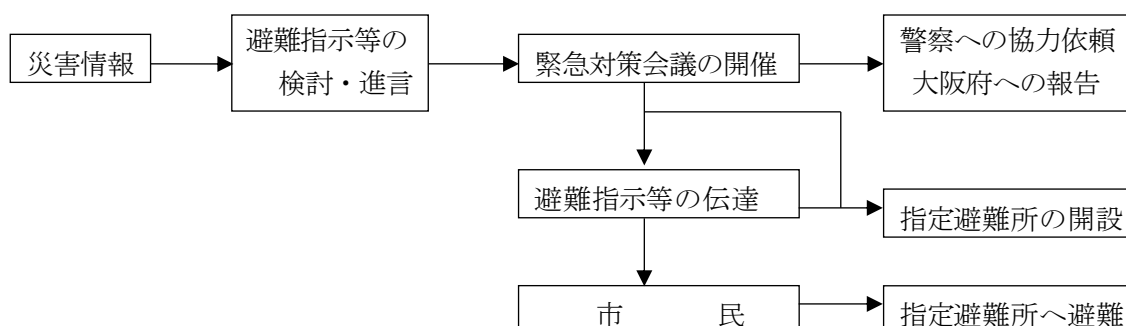 災害情報
避難指示等の
検討・進言
緊急対策会議の開催
警察への協力依頼
大阪府への報告
避難指示等の伝達
指定避難所の開設
市　　　民
指定避難所へ避難